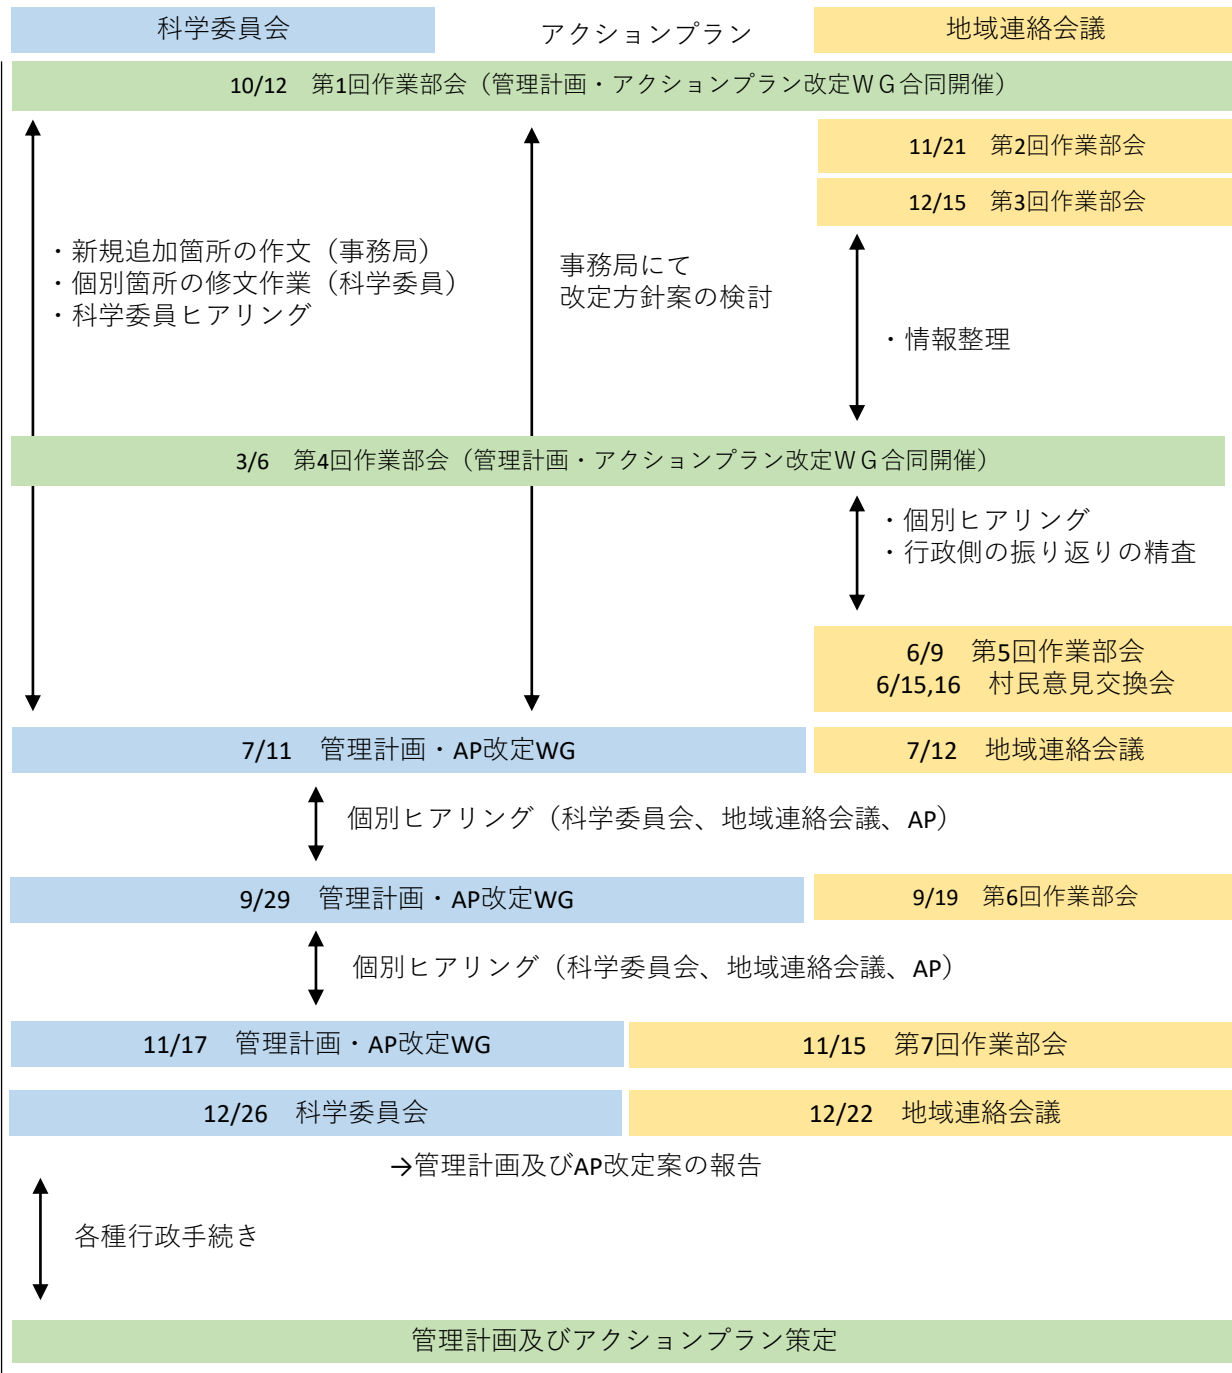 科学委員会
アクションプラン
地域連絡会議
10/12　第1回作業部会（管理計画・アクションプラン改定ＷＧ合同開催）
11/21　第2回作業部会
12/15　第3回作業部会
・新規追加箇所の作文（事務局）
・個別箇所の修文作業（科学委員）
・科学委員ヒアリング
事務局にて
改定方針案の検討
・情報整理
3/6　第4回作業部会（管理計画・アクションプラン改定ＷＧ合同開催）
・個別ヒアリング
・行政側の振り返りの精査
6/9　第5回作業部会
6/15,16　村民意見交換会
7/11　管理計画・AP改定WG
7/12　地域連絡会議
個別ヒアリング（科学委員会、地域連絡会議、AP）
9/29　管理計画・AP改定WG
9/19　第6回作業部会
個別ヒアリング（科学委員会、地域連絡会議、AP）
11/17　管理計画・AP改定WG
11/15　第7回作業部会
12/26　科学委員会
12/22　地域連絡会議
→管理計画及びAP改定案の報告
各種行政手続き
管理計画及びアクションプラン策定